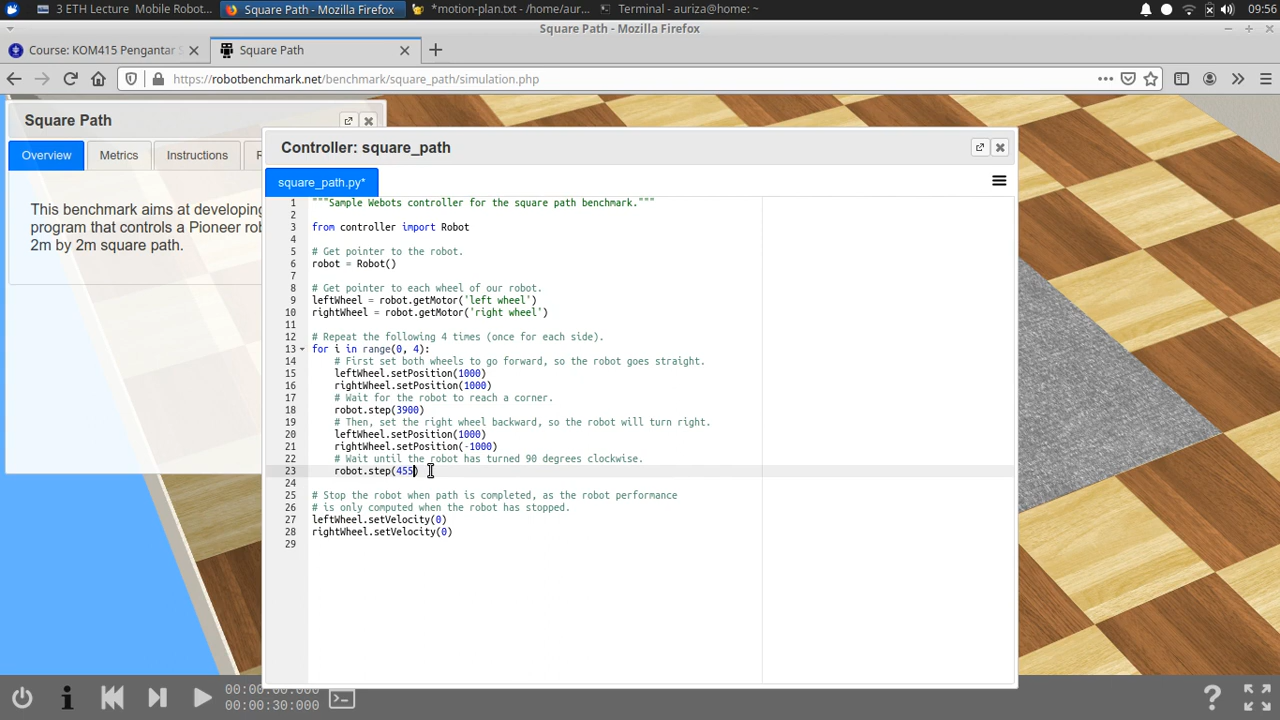 3 ETH Lecture Mobile Robot...
Square Path - Mozilla Firefox
*motion-plan.txt - /home/aur...
Terminal - auriza@home: ~
09:56
Square Path - Mozilla Firefox
Course: KOM415 Pengantar
Square Path
https://robotbenchmark.net/benchmark/square_path/simulation.php
Square Path
Overview
Metrics
Instructions
This benchmark aims at developing
program that controls a Pioneer
2m by 2m square path.
Controller: square_path
square_path.py*
1 """Sample Webots controller for the square path benchmark."""
2
3 from controller import Robot
4
5 # Get pointer to the robot.
6 robot = Robot()
7
8 # Get pointer to each wheel of our robot.
9 leftWheel = robot.getMotor('left wheel')
10 rightWheel = robot.getMotor('right wheel')
11
12 # Repeat the following 4 times (once for each side).
13 for i in range(0, 4):
14 # First set both wheels to go forward, so the robot goes straight.
15 leftWheel.setPosition(1000)
16 rightWheel.setPosition(1000)
17 # Wait for the robot to reach a corner.
18 robot.step(3900)
19 # Then, set the right wheel backward, so the robot will turn right.
20 leftWheel.setPosition(1000)
21 rightWheel.setPosition(-1000)
22 # Wait until the robot has turned 90 degrees clockwise.
23 robot.step(455)
24
25 # Stop the robot when path is completed, as the robot performance
26 # is only computed when the robot has stopped.
27 leftWheel.setVelocity(0)
28 rightWheel.setVelocity(0)
29
00:00:00:000
00:00:30:000